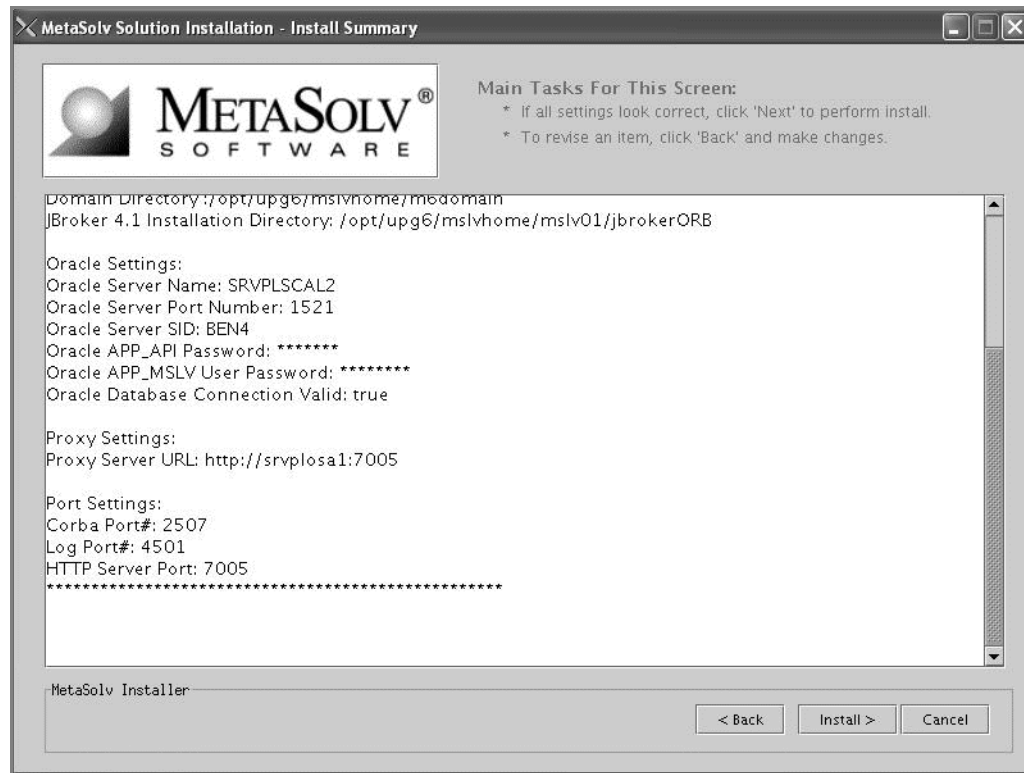 MetaSolv Solution Installation - Install Summary
METASOLV®
SOFTWARE
Main Tasks For This Screen:
* If all settings look correct, click 'Next' to perform install.
* To revise an item, click 'Back' and make changes.
Domain Directory :/opt/upg6/mslvhome/m6domain
JBroker 4.1 Installation Directory: /opt/upg6/mslvhome/mslv01/jbrokerORB
Oracle Settings:
Oracle Server Name: SRVPLSCAL2
Oracle Server Port Number: 1521
Oracle Server SID: BEN4
Oracle APP_API Password: *******
Oracle APP_MSLV User Password: ********
Oracle Database Connection Valid: true
Proxy Settings:
Proxy Server URL: http://srvplosa1:7005
Port Settings:
Corba Port#: 2507
Log Port#: 4501
HTTP Server Port: 7005
***************************************************
MetaSolv Installer
< Back
Install >
Cancel